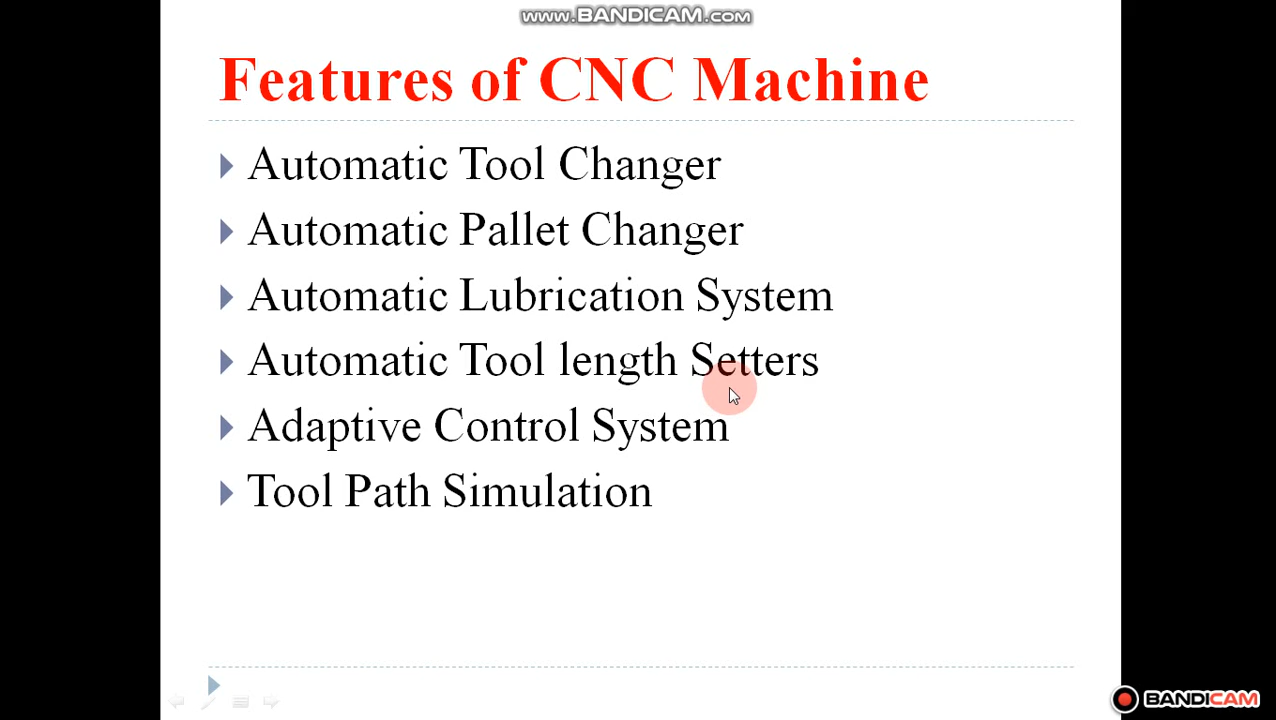 www.BANDICAM.com
Features of CNC Machine
Automatic Tool Changer
Automatic Pallet Changer
Automatic Lubrication System
Automatic Tool length Setters
Adaptive Control System
Tool Path Simulation
BANDICAM